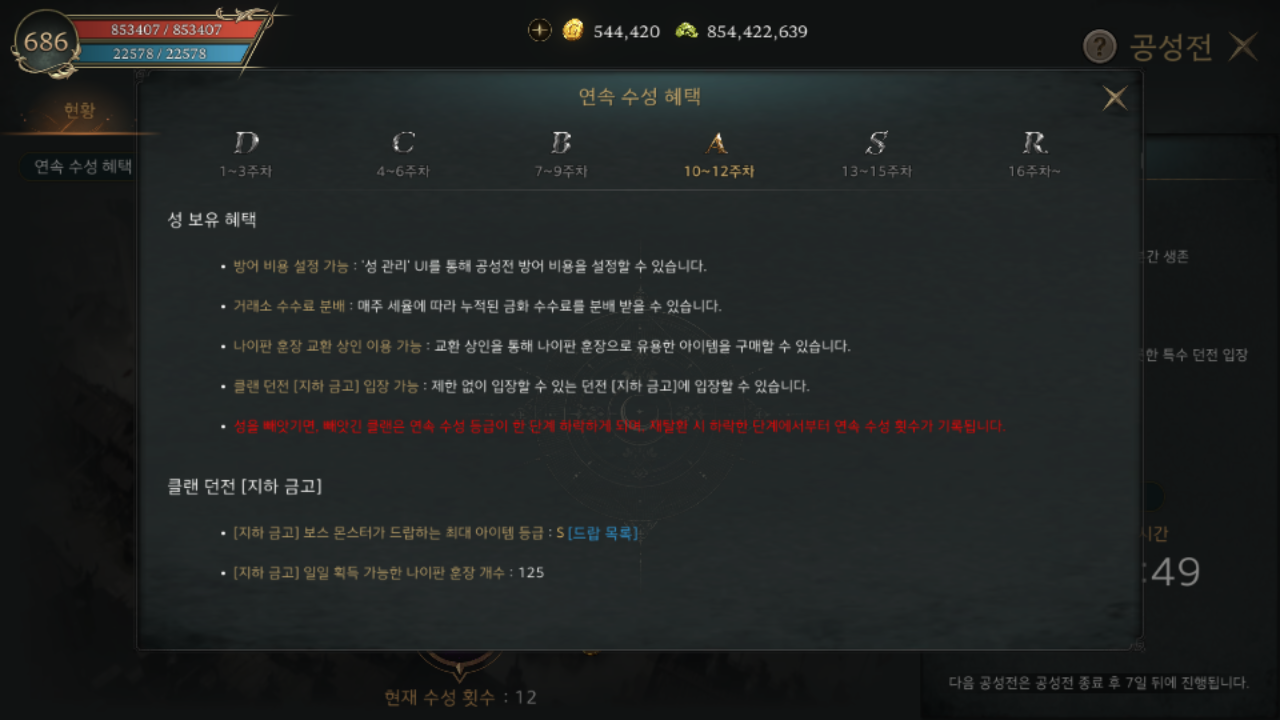 686
853407 / 853407
22578 / 22578
544,420
854,422,639
? 공성전
현황
연속 수성 혜택
연속 수성 혜택
D C B A S R
1~3주차 4~6주차 7~9주차 10~12주차 13~15주차 16주차~
성 보유 혜택
• 방어 비용 설정 가능 : '성 관리' UI를 통해 공성전 방어 비용을 설정할 수 있습니다.
• 거래소 수수료 분배 : 매주 세율에 따라 누적된 금화 수수료를 분배 받을 수 있습니다.
• 나이판 훈장 교환 상인 이용 가능 : 교환 상인을 통해 나이판 훈장으로 유용한 아이템을 구매할 수 있습니다.
• 클랜 던전 [지하 금고] 입장 가능 : 제한 없이 입장할 수 있는 던전 [지하 금고]에 입장할 수 있습니다.
• 성을 빼앗기면, 빼앗긴 클랜은 연속 수성 등급이 한 단계 하락하게 되며, 재탈환 시 하락한 단계에서부터 연속 수성 횟수가 기록됩니다.
클랜 던전 [지하 금고]
• [지하 금고] 보스 몬스터가 드랍하는 최대 아이템 등급 : S [드랍 목록]
• [지하 금고] 일일 획득 가능한 나이판 훈장 개수 : 125
간 생존
한 특수 던전 입장
시간
:49
현재 수성 횟수 : 12
다음 공성전은 공성전 종료 후 7일 뒤에 진행됩니다.